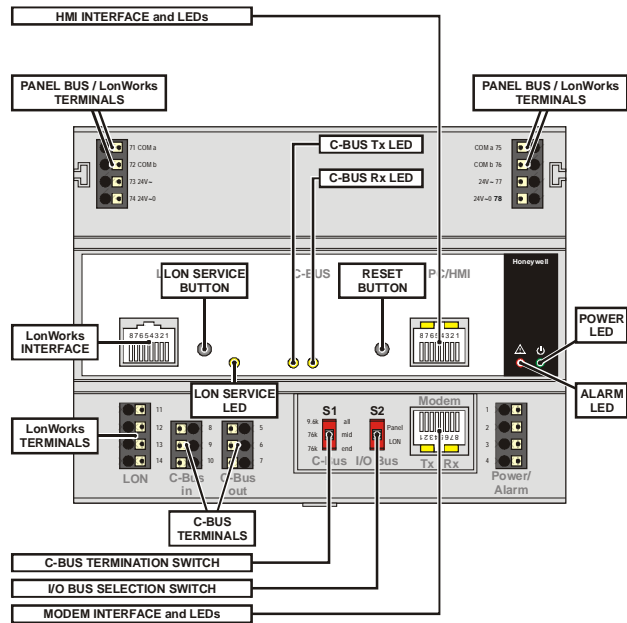 HMI INTERFACE and LEDs
PANEL BUS / LonWorks
TERMINALS
PANEL BUS / LonWorks
TERMINALS
C-BUS Tx LED
C-BUS Rx LED
71 COM a
72 COM b
73 24V~
74 24V~0
COM a 75
COM b 76
24V~ 77
24V~0 78
LON SERVICE
BUTTON
C-BUS
RESET
BUTTON
PC/HMI
Honeywell
LonWorks
INTERFACE
87654321
87654321
POWER
LED
LON SERVICE
LED
ALARM
LED
LonWorks
TERMINALS
11
12
13
14
LON
8
9
10
C-Bus
in
5
6
7
C-Bus
out
S1
9.6k all
76k mid
76k end
C-Bus
S2
Panel
LON
I/O Bus
Modem
87654321
Tx Rx
1
2
3
4
Power/
Alarm
C-BUS
TERMINALS
C-BUS TERMINATION SWITCH
I/O BUS SELECTION SWITCH
MODEM INTERFACE and LEDs